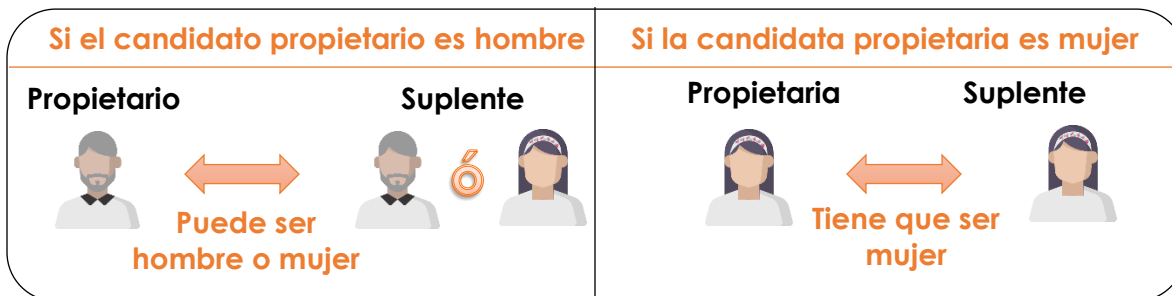 Si el candidato propietario es hombre
Propietario
Suplente
ó
Puede ser
hombre o mujer
Si la candidata propietaria es mujer
Propietaria
Suplente
Tiene que ser
mujer